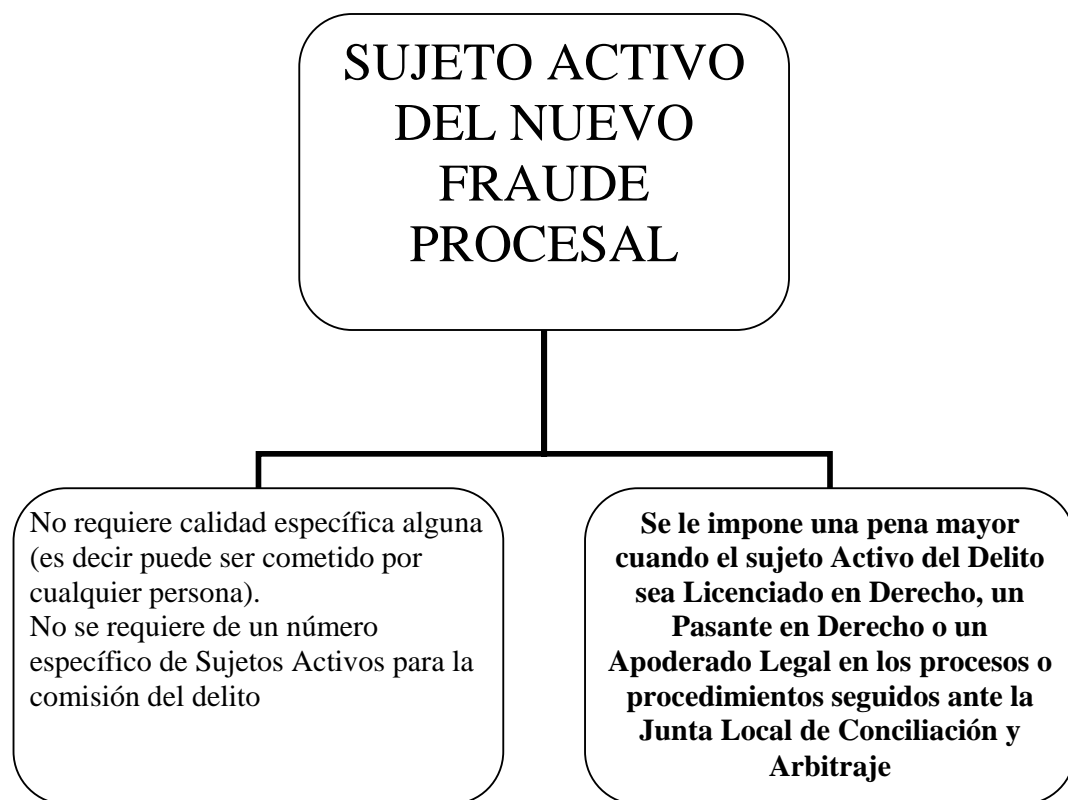 SUJETO ACTIVO
DEL NUEVO
FRAUDE
PROCESAL
No requiere calidad específica alguna
(es decir puede ser cometido por
cualquier persona).
No se requiere de un número
específico de Sujetos Activos para la
comisión del delito
Se le impone una pena mayor
cuando el sujeto Activo del Delito
sea Licenciado en Derecho, un
Pasante en Derecho o un
Apoderado Legal en los procesos o
procedimientos seguidos ante la
Junta Local de Conciliación y
Arbitraje